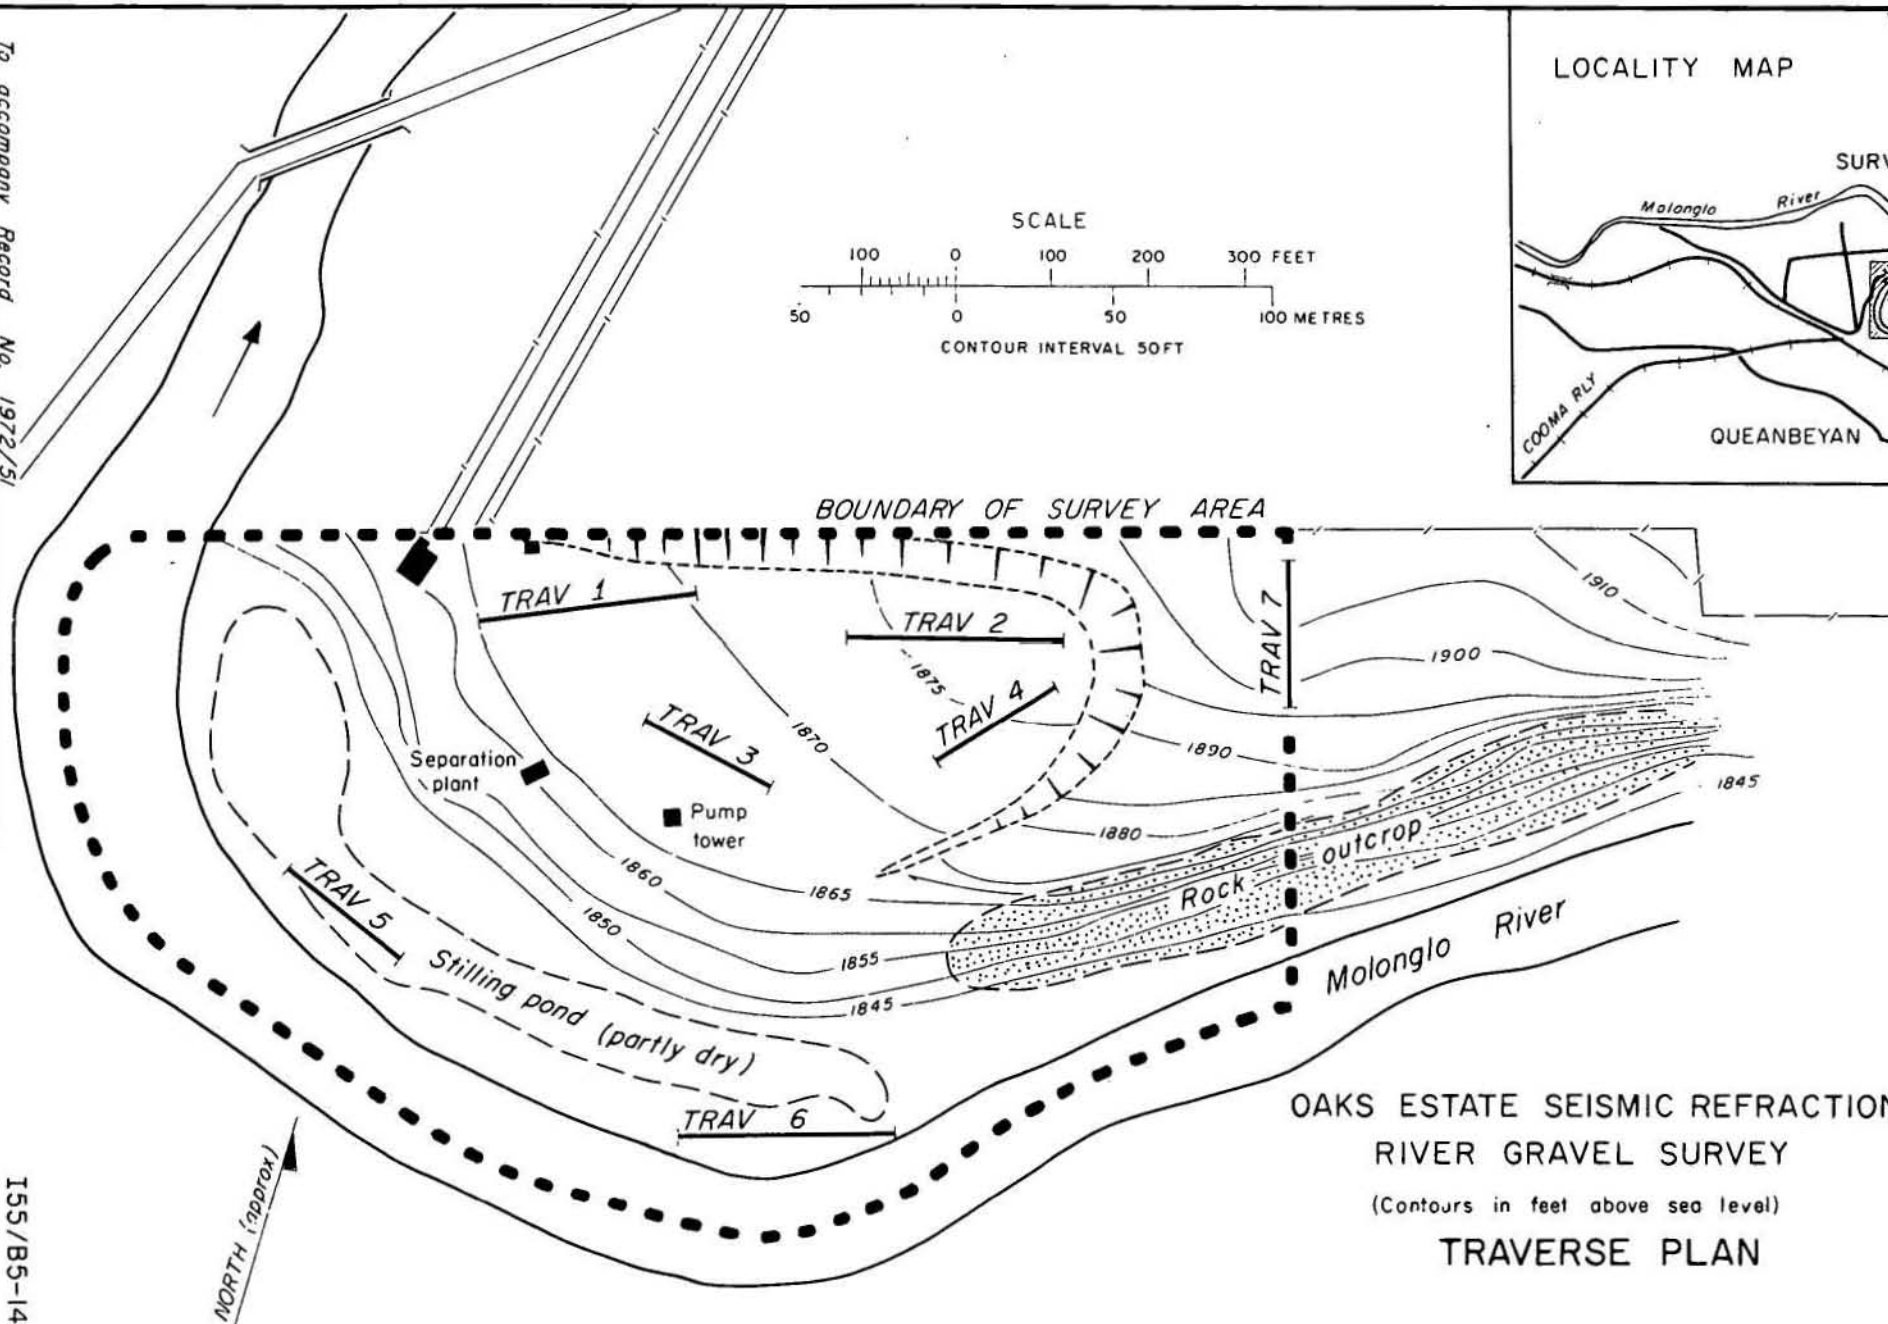 To accompany Record No. 1972/51
LOCALITY MAP
SURV
Molonglo River
COOMA RLY
QUEANBEYAN
SCALE
100 0 100 200 300 FEET
50 0 50 100 METRES
CONTOUR INTERVAL 50FT
BOUNDARY OF SURVEY AREA
TRAV 1
TRAV 2
TRAV 7
1910
1900
1875
TRAV 4
TRAV 3
1870
1890
Separation
plant
Pump
tower
1845
1880
outcrop
Rock
1860
1865
TRAV 5
1850
1855
1845
Stilling pond (partly dry)
Molonglo River
TRAV 6
NORTH (approx)
OAKS ESTATE SEISMIC REFRACTION
RIVER GRAVEL SURVEY
(Contours in feet above sea level)
TRAVERSE PLAN
I55/B5-14